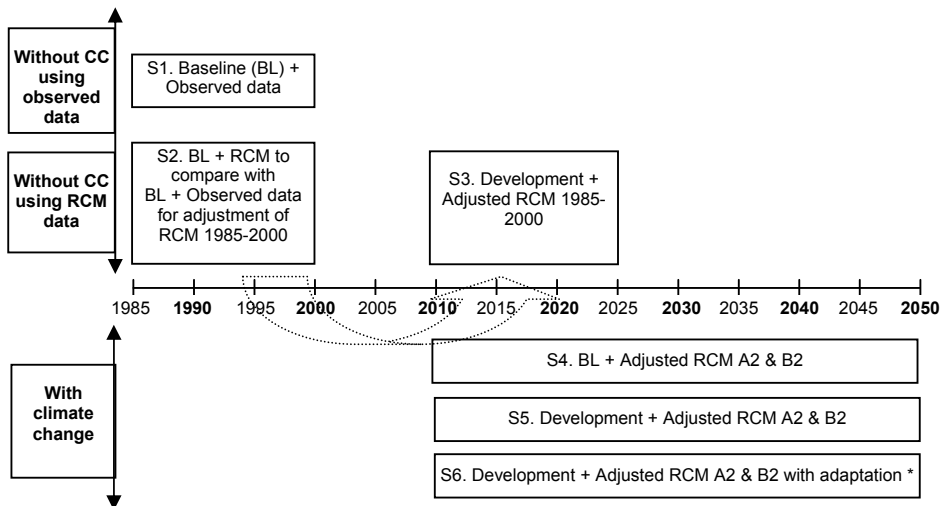 Without CC
using
observed
data
S1. Baseline (BL) +
Observed data
Without CC
using RCM
data
S2. BL + RCM to
compare with
BL + Observed data
for adjustment of
RCM 1985-2000
S3. Development +
Adjusted RCM 1985-
2000
1985 1990 1995 2000 2005 2010 2015 2020 2025 2030 2035 2040 2045 2050
With
climate
change
S4. BL + Adjusted RCM A2 & B2
S5. Development + Adjusted RCM A2 & B2
S6. Development + Adjusted RCM A2 & B2 with adaptation *